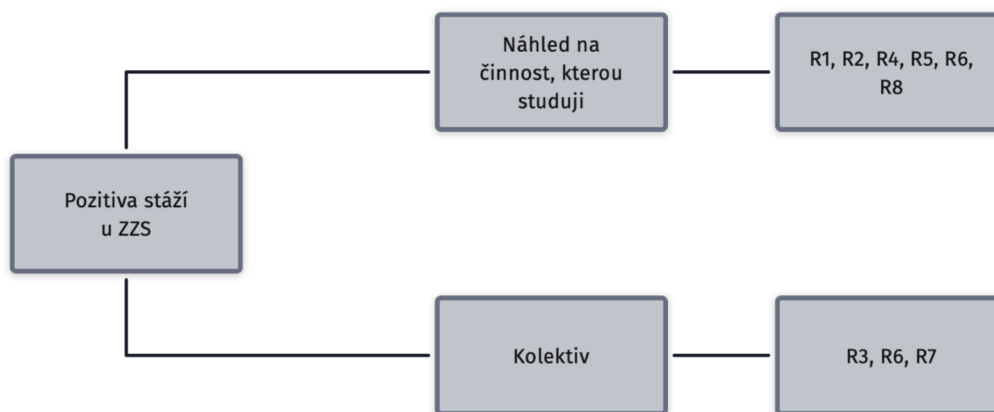 Náhled na
činnost, kterou
studuji
R1, R2, R4, R5, R6,
R8
Pozitiva stáží
u ZZS
Kolektiv
R3, R6, R7